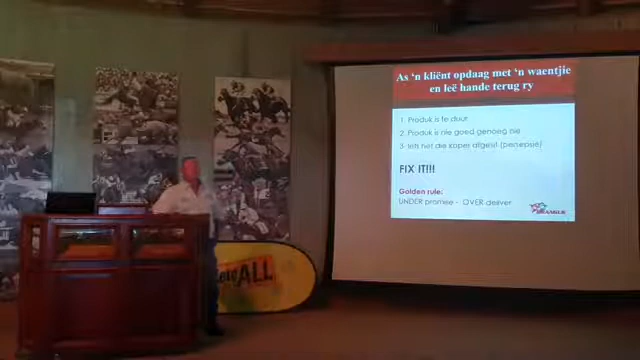 As 'n kliënt opdaag met 'n waentjie
en leë hande terug ry
1. Produk is te duur
2. Produk is nie goed genoeg nie
3. Iets het die koper afgesit (persepsie)
FIX IT!!!
Golden rule:
UNDER promise - OVER deliver
ALL